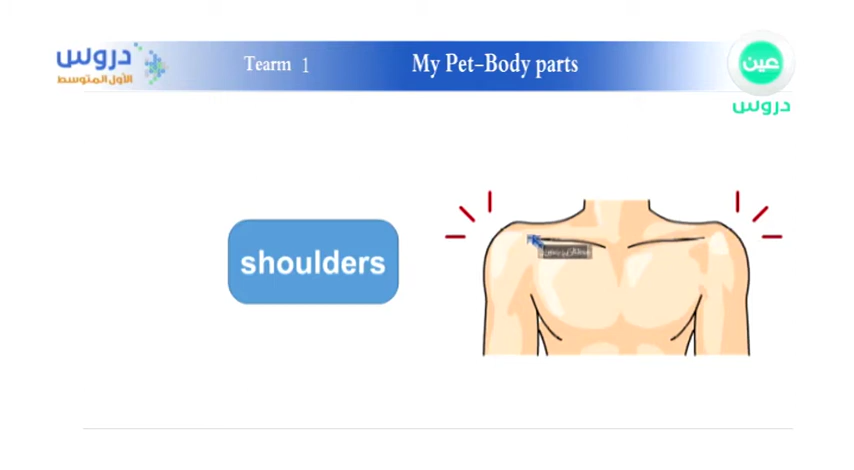 دروس
الأول المتوسط
Tearm 1
My Pet-Body parts
عين
دروس
shoulders